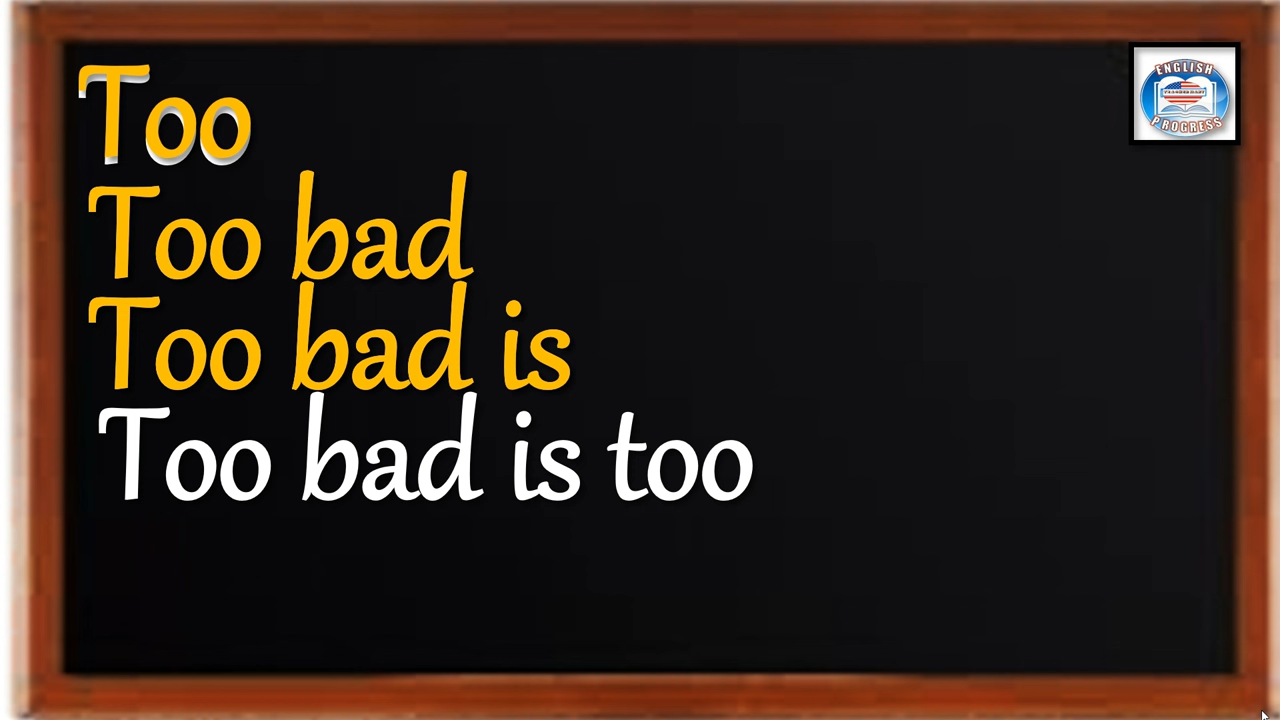 Too
Too bad
Too bad is
Too bad is too
ENGLISH
PROGRESS